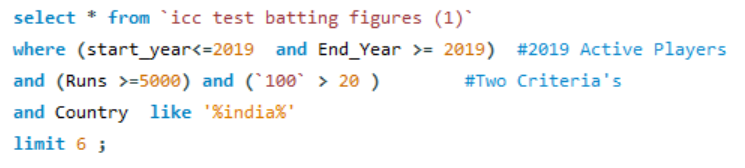 select * from `icc test batting figures (1)`
where (start_year<=2019  and End_Year >= 2019)  #2019 Active Players
and (Runs >=5000) and (`100` > 20 )        #Two Criteria's
and Country  like '%india%'
limit 6 ;